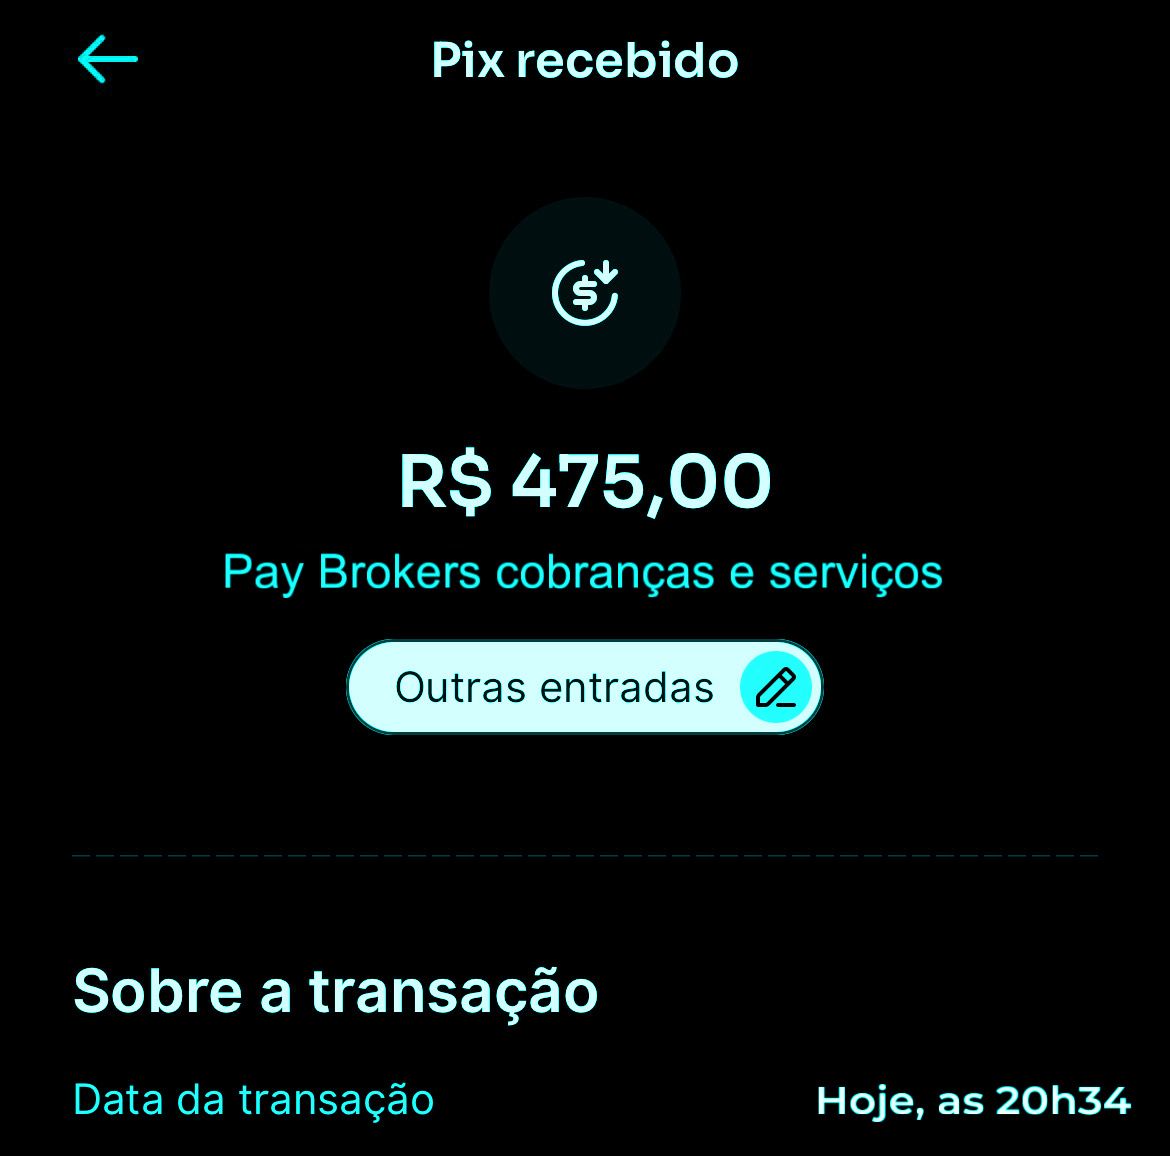 Pix recebido
R$ 475,00
Pay Brokers cobranças e serviços
Outras entradas
Sobre a transação
Data da transação Hoje, as 20h34